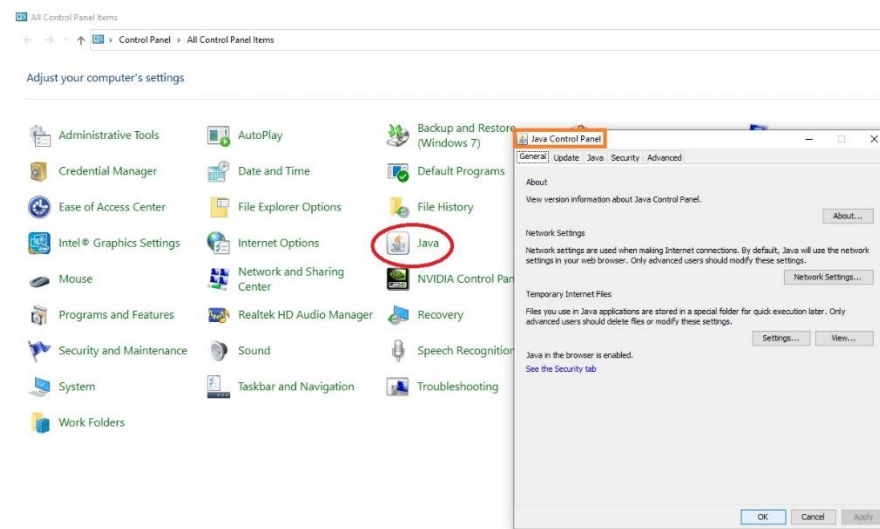 All Control Panel Items
Control Panel › All Control Panel Items
Adjust your computer's settings
Administrative Tools
AutoPlay
Backup and Restore
(Windows 7)
Credential Manager
Date and Time
Default Programs
Ease of Access Center
File Explorer Options
File History
Intel® Graphics Settings
Internet Options
Java
Mouse
Network and Sharing
Center
NVIDIA Control Pan
Programs and Features
Realtek HD Audio Manager
Recovery
Security and Maintenance
Sound
Speech Recognition
System
Taskbar and Navigation
Troubleshooting
Work Folders
Java Control Panel
General Update Java Security Advanced
About
View version information about Java Control Panel.
About...
Network Settings
Network settings are used when making Internet connections. By default, Java will use the network
settings in your web browser. Only advanced users should modify these settings.
Network Settings...
Temporary Internet Files
Files you use in Java applications are stored in a special folder for quick execution later. Only
advanced users should delete files or modify these settings.
Settings... View...
Java in the browser is enabled.
See the Security tab
OK Cancel Apply